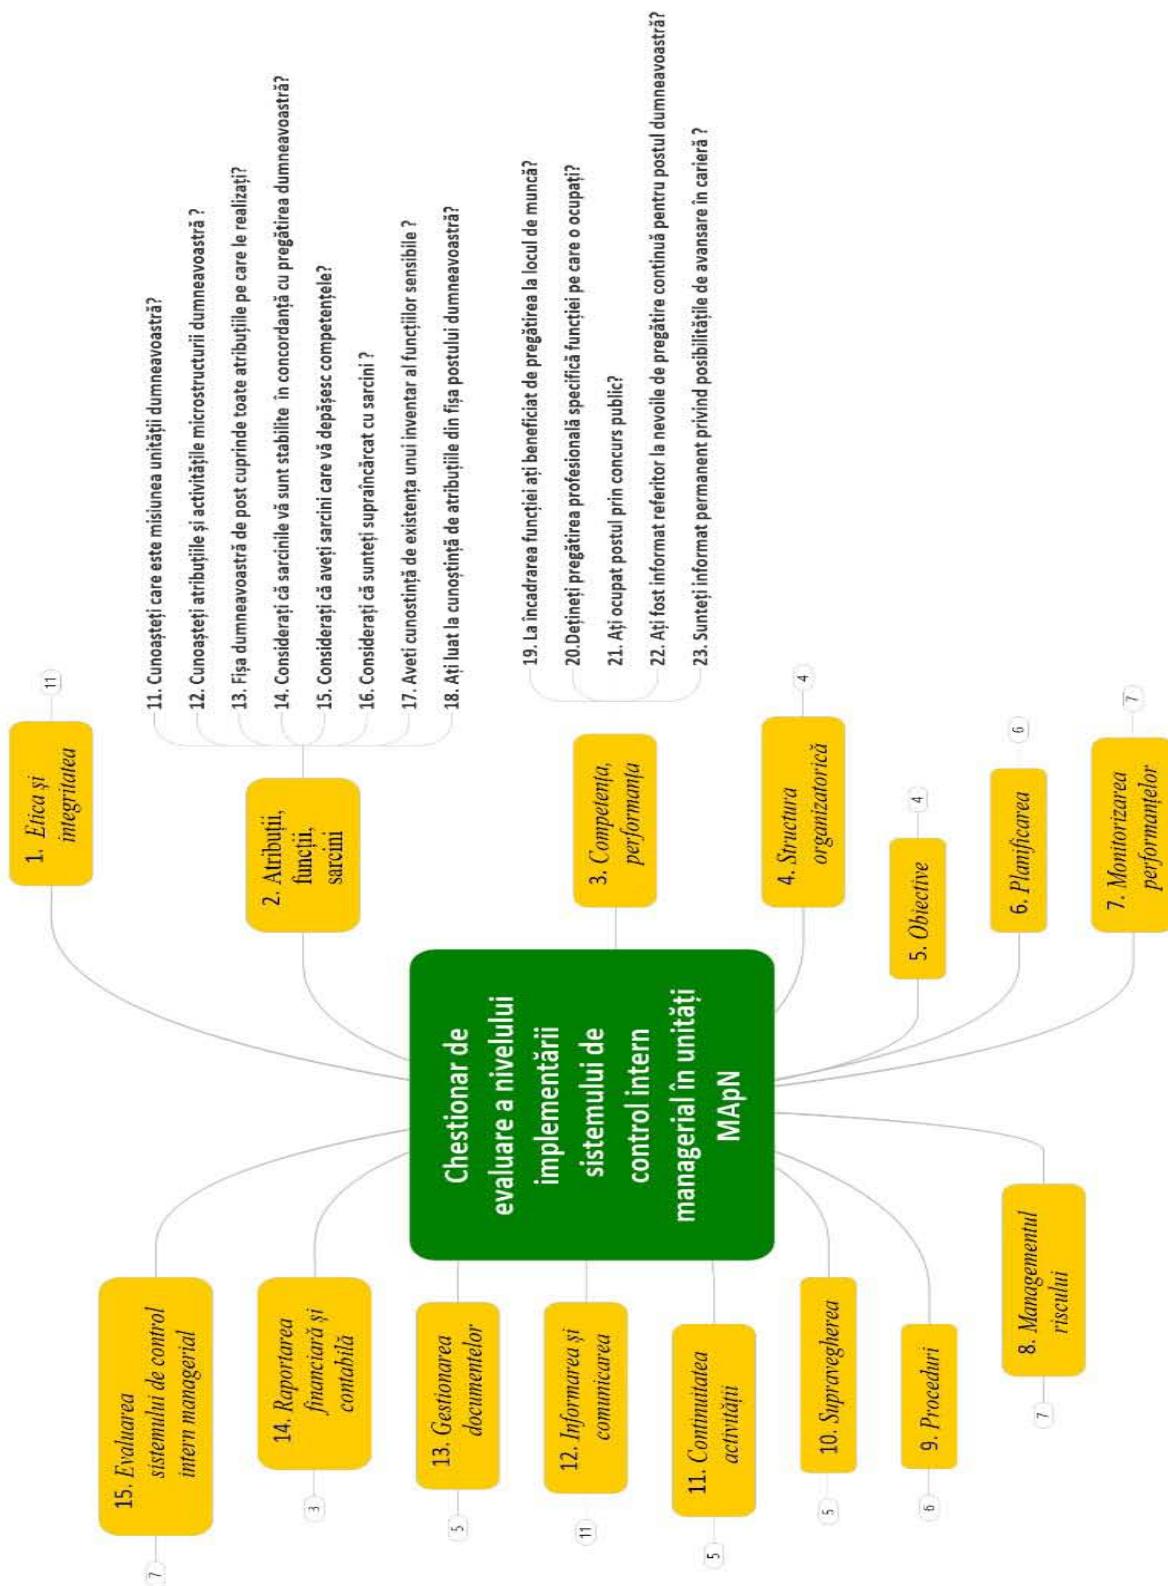 Chestionar de
evaluare a nivelului
implementării
sistemului de
control intern
managerial în unități
MApN
1. Etica și
integritatea
11
2. Atribuții,
funcții,
sarcini
11. Cunoașteți care este misiunea unității dumneavoastră?
12. Cunoașteți atribuțiile și activitățile microstructurii dumneavoastră ?
13. Fișa dumneavoastră de post cuprinde toate atribuțiile pe care le realizați?
14. Considerați că sarcinile vă sunt stabilite în concordanță cu pregătirea dumneavoastră?
15. Considerați că aveți sarcini care vă depășesc competențele?
16. Considerați că sunteți supraîncărcat cu sarcini ?
17. Aveti cunostință de existența unui inventar al funcțiilor sensibile ?
18. Ați luat la cunoștință de atribuțiile din fișa postului dumneavoastră?
3. Competența,
performanța
19. La încadrarea funcției ați beneficiat de pregătirea la locul de muncă?
20.Dețineți pregătirea profesională specifică funcției pe care o ocupați?
21. Ați ocupat postul prin concurs public?
22. Ați fost informat referitor la nevoile de pregătire continuă pentru postul dumneavoastră?
23. Sunteți informat permanent privind posibilitățile de avansare în carieră ?
4. Structura
organizatorică
4
5. Obiective
4
6. Planificarea
6
7. Monitorizarea
performanțelor
7
8. Managementul
riscului
7
9. Proceduri
6
10. Supravegherea
5
11. Continuitatea
activității
5
12. Informarea și
comunicarea
11
13. Gestionarea
documentelor
5
14. Raportarea
financiară și
contabilă
3
15. Evaluarea
sistemului de control
intern managerial
7